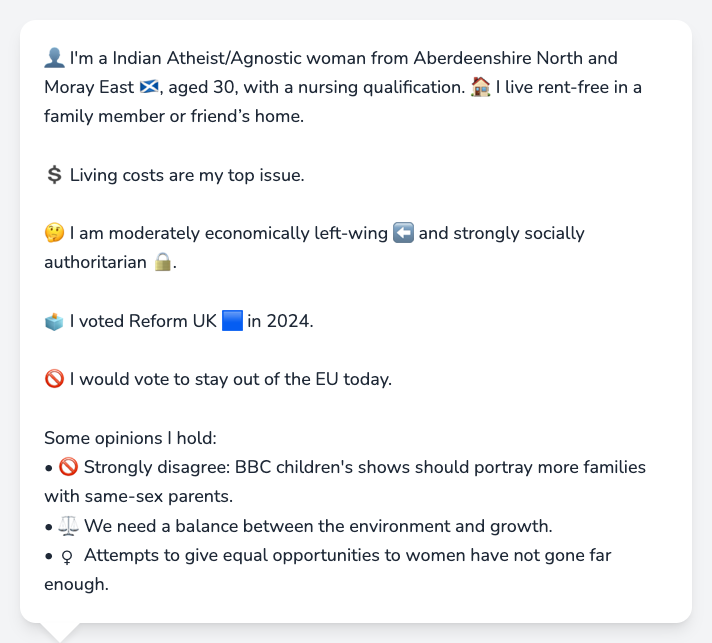 👤 I'm a Indian Atheist/Agnostic woman from Aberdeenshire North and
Moray East 🏴󠁧󠁢󠁳󠁣󠁴󠁿, aged 30, with a nursing qualification. 🏠 I live rent-free in a
family member or friend’s home.
💲 Living costs are my top issue.
🤔 I am moderately economically left-wing ⬅️ and strongly socially
authoritarian 🔒.
🗳️ I voted Reform UK 🟦 in 2024.
🚫 I would vote to stay out of the EU today.
Some opinions I hold:
• 🚫 Strongly disagree: BBC children's shows should portray more families
with same-sex parents.
• ⚖️ We need a balance between the environment and growth.
• ♀ Attempts to give equal opportunities to women have not gone far
enough.